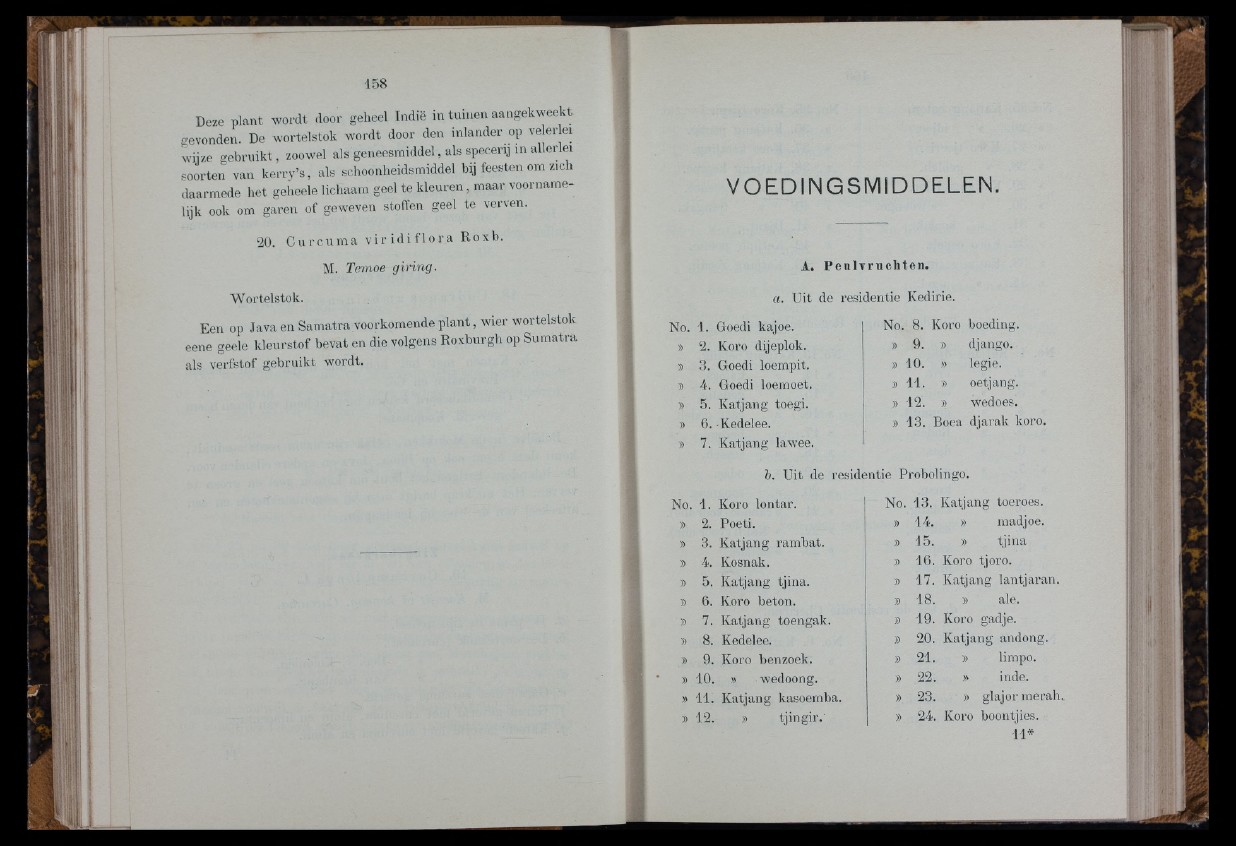 158
Deze plant wordt door geheel Indië in tuinen aangekweekt
gevonden. De wortelstok wordt door den inlander op velerlei
wijze gebruikt, zoowel als geneesmiddel, als specerij in allerlei
soorten van kerry's, als schoonheidsmiddel bij feesten om zich
daarmede het geheele lichaam geel te kleuren, maar voorname-
lijk ook om garen of geweven stoffen geel te verven.
20. Curcuma viridiflora Roxb.
M. Temoe giring.
Wortelstok.
Een op Java en Samatra voorkomende plant, wier wortelstok
eene geele kleurstof bevat en die volgens Roxburgh op Sumatra
als verfstof gebruikt wordt.
VOEDINGSMIDDELEN.
A. Peulvruchten.
a. Uit de residentie Kedirie.
No. 1. Goedi kajoe.
» 2. Koro dijeplok.
» 3. Goedi loempit.
» 4. Goedi loemoet.
» 5. Katjang toegi.
» 6. Kedelee.
» 7. Katjang lawee.
No. 8. Koro boeding.
» 9. » django.
» 10. » legie.
» 11. » oetjang.
» 12. » wedoes.
» 13. Boea djarak koro.
b. Uit de residentie Probolingo.
No. 1. Koro lontar.
» 2. Poeti.
» 3. Katjang rambat.
» 4. Kosnak.
» 5. Katjang tjina.
» 6. Koro beton.
» 7. Katjang toengak.
» 8. Kedelee.
» 9. Koro benzoek.
» 10. » wedoong.
» 11. Katjang kasoemba.
» 12. » tjingir.
No. 13. Katjang toeroes.
» 14. » madjoe.
» 15. » tjina
» 16. Koro tjoro.
» 17. Katjang lantjaran.
» 18. » ale.
» 19. Koro gadje.
» 20. Katjang andong.
» 21. » limpo.
» 22. » inde.
» 23. » glajor merah.
» 24. Koro boontjies.
11*